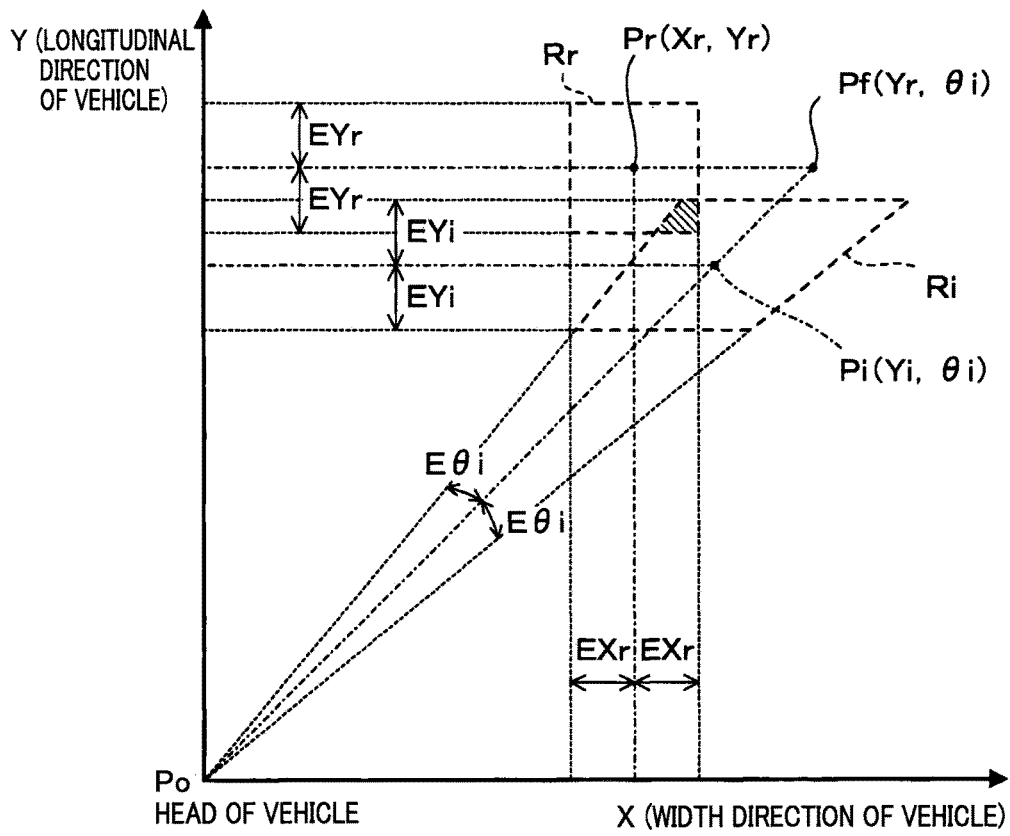 Y (LONGITUDINAL
DIRECTION
OF VEHICLE)
Rr
Pr(Xr, Yr)
Pf(Yr, θi)
EYr
EYr
EYi
EYi
Ri
Pi(Yi, θi)
Eθi
Eθi
EXr EXr
Po
HEAD OF VEHICLE
X (WIDTH DIRECTION OF VEHICLE)